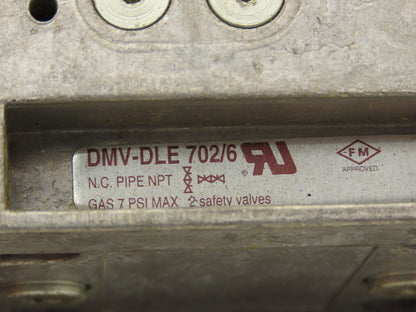 DMV-DLE 702/6
N.C. PIPE NPT
GAS 7 PSI MAX 2 safety valves
FM
APPROVED